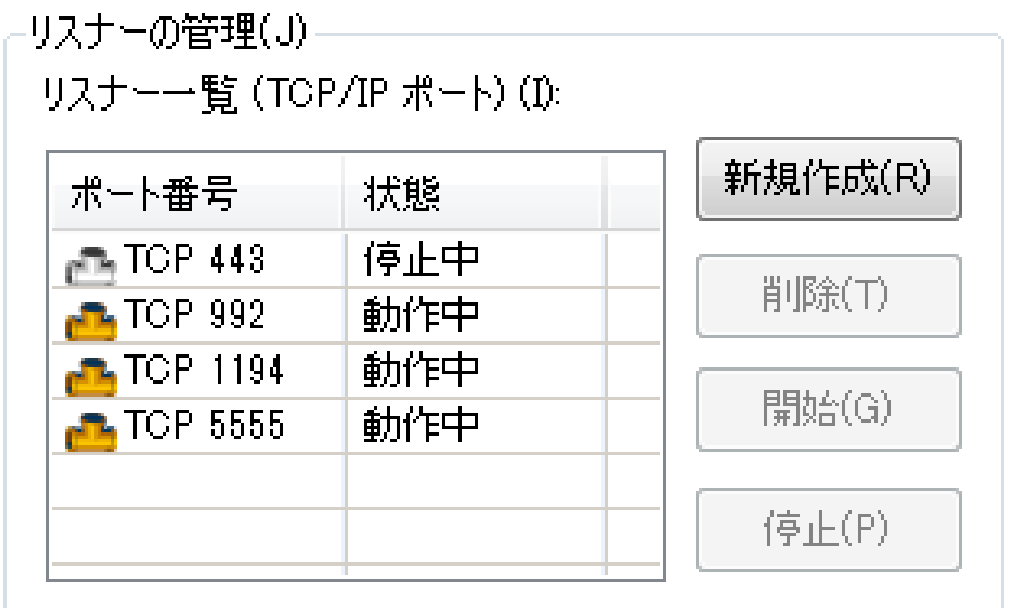 リスナーの管理(J)
リスナー一覧 (TCP/IP ポート) (I):
ポート番号 状態
TCP 443 停止中
TCP 992 動作中
TCP 1194 動作中
TCP 5555 動作中
新規作成(R)
削除(T)
開始(G)
停止(P)